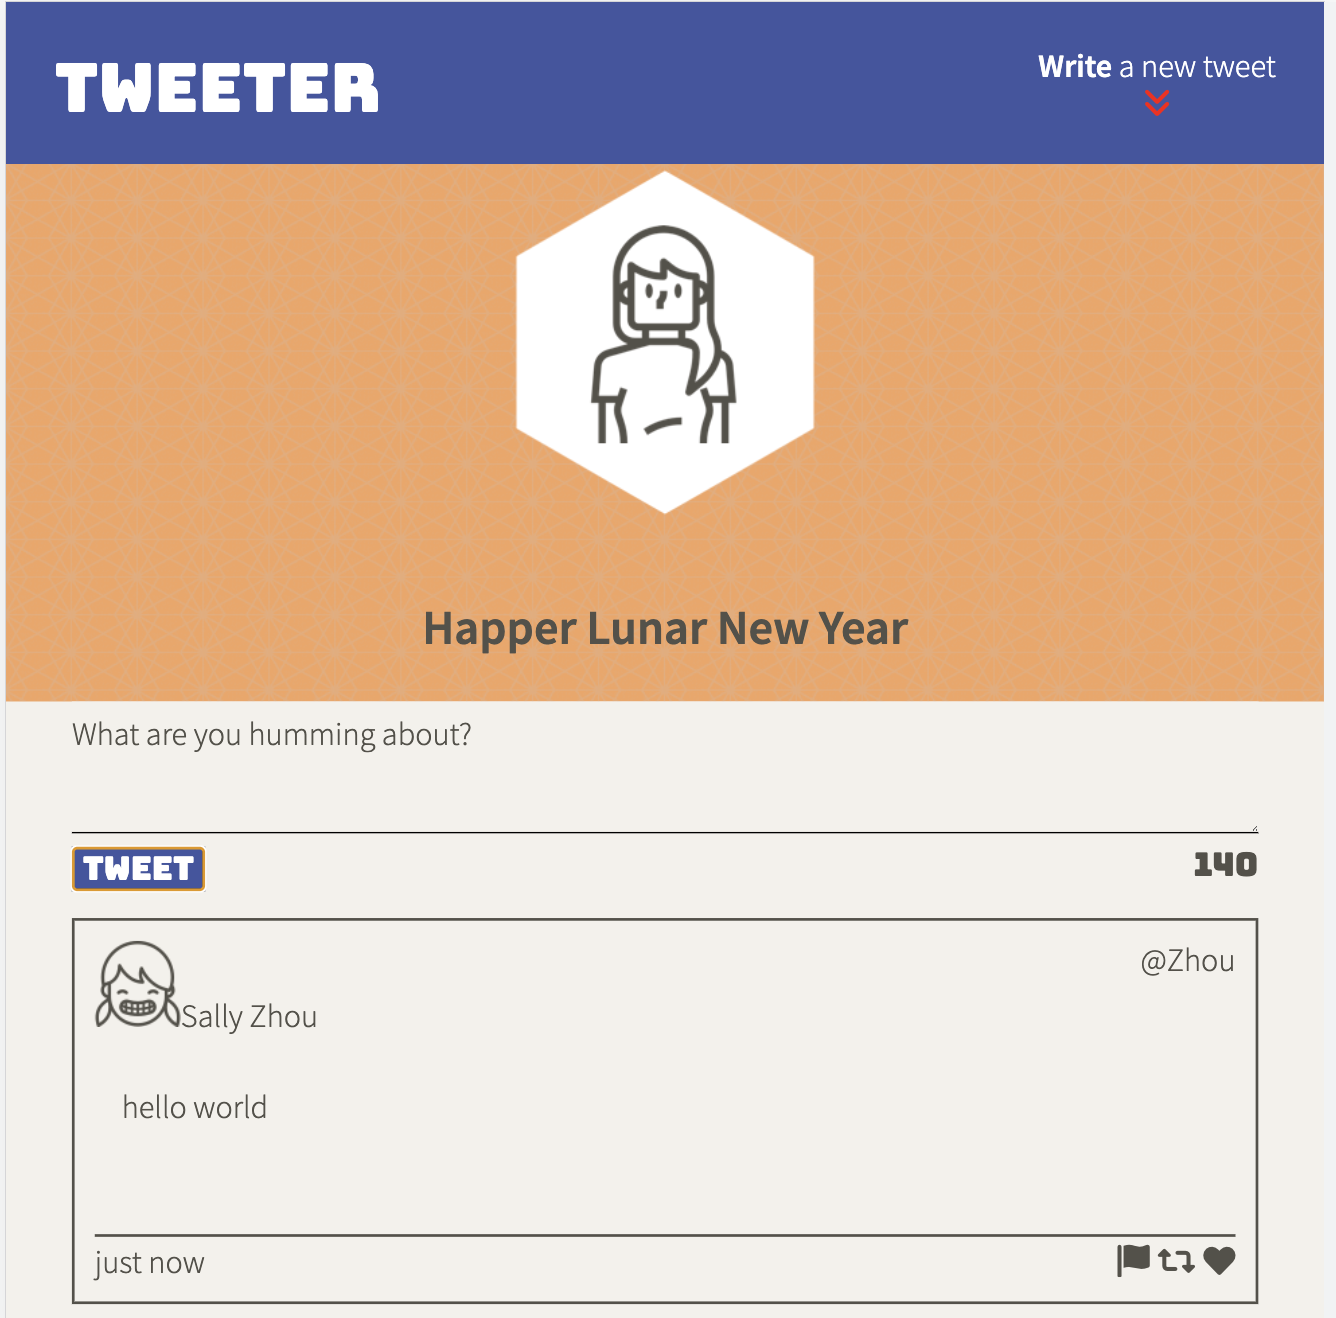 TWEETER
Write a new tweet
Happer Lunar New Year
What are you humming about?
TWEET
140
@Zhou
Sally Zhou
hello world
just now